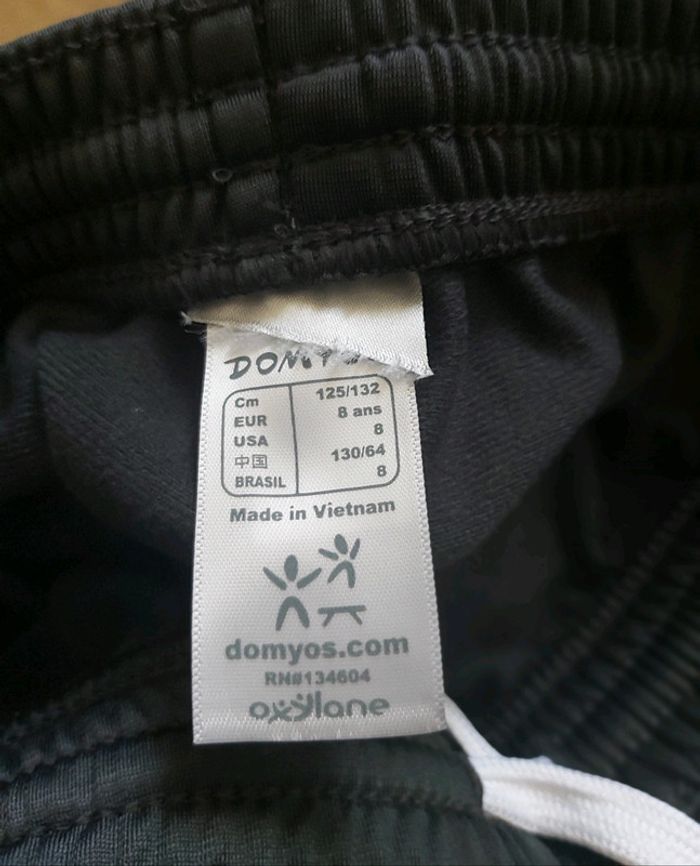 Cm 125/132
EUR 8 ans
USA 8
中国 130/64
BRASIL 8
Made in Vietnam
domyos.com
RN#134604
oxylane